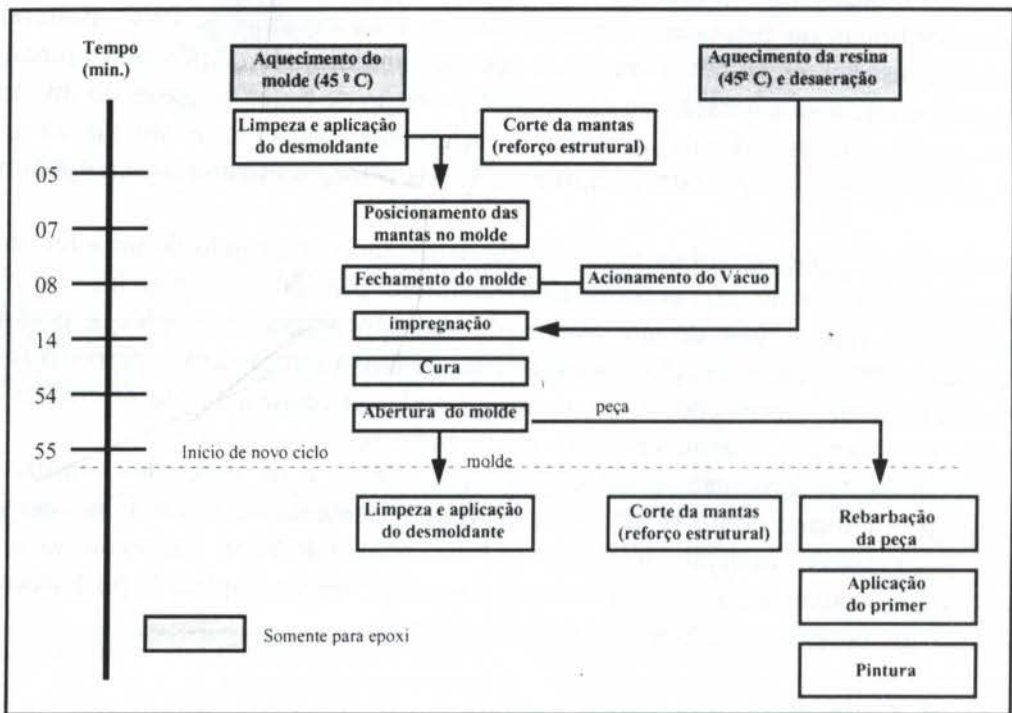 Tempo
(min.)
Aquecimento do
molde (45 º C)
Aquecimento da resina
(45º C) e desaeração
Limpeza e aplicação
do desmoldante
Corte da mantas
(reforço estrutural)
05
Posicionamento das
mantas no molde
07
08
Fechamento do molde
Acionamento do Vácuo
impregnação
14
Cura
54
Abertura do molde
peça
55
Inicio de novo ciclo
molde
Limpeza e aplicação
do desmoldante
Corte da mantas
(reforço estrutural)
Rebarbação
da peça
Aplicação
do primer
Somente para epoxi
Pintura